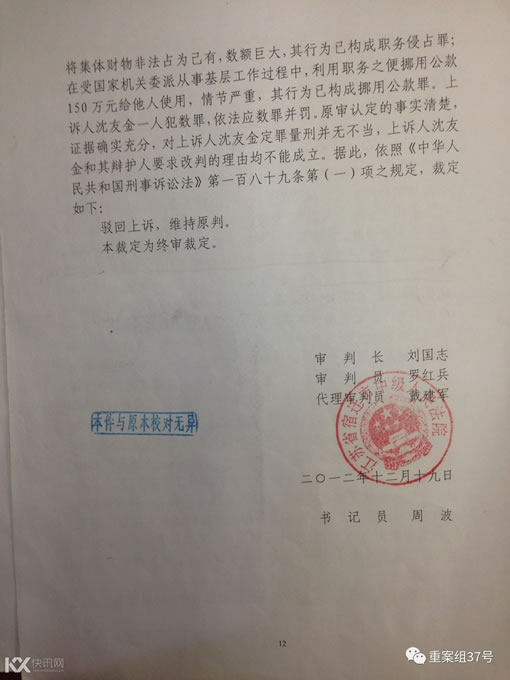 将集体财物非法占为己有，数额巨大，其行为已构成职务侵占罪；
在受国家机关委派从事基层工作过程中，利用职务之便挪用公款
150万元给他人使用，情节严重，其行为已构成挪用公款罪。上
诉人沈友金一人犯数罪，依法应数罪并罚。原审认定的事实清楚，
证据确实充分，对上诉人沈友金定罪量刑并无不当，上诉人沈友
金和其辩护人要求改判的理由均不能成立。据此，依照《中华人
民共和国刑事诉讼法》第一百八十九条第（一）项之规定，裁定
如下：
驳回上诉，维持原判。
本裁定为终审裁定。
审判长 刘国志
审判员 罗红兵
代理审判员 戴建军
江苏省宿迁市中级人民法院
本件与原本核对无异
二〇一二年十二月十九日
书记员 周波
12
KX 快讯网
重案组37号